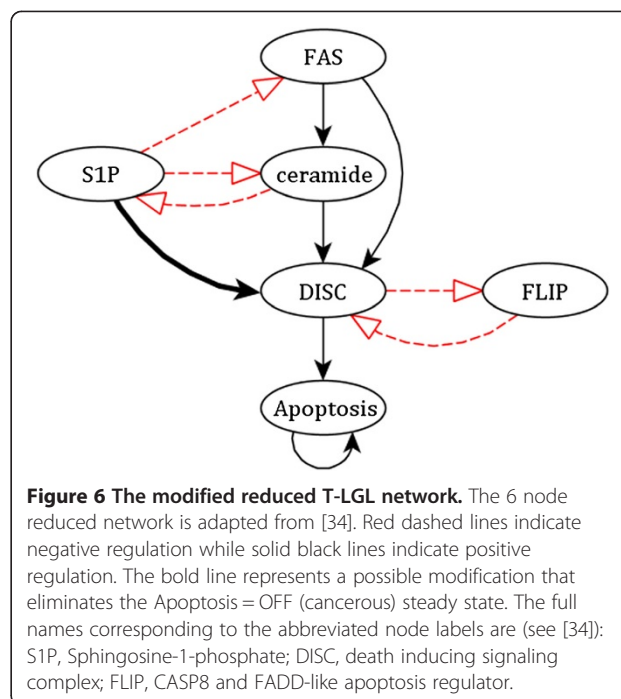 FAS
S1P
ceramide
DISC
FLIP
Apoptosis
Figure 6 The modified reduced T-LGL network. The 6 node
reduced network is adapted from [34]. Red dashed lines indicate
negative regulation while solid black lines indicate positive
regulation. The bold line represents a possible modification that
eliminates the Apoptosis = OFF (cancerous) steady state. The full
names corresponding to the abbreviated node labels are (see [34]):
S1P, Sphingosine-1-phosphate; DISC, death inducing signaling
complex; FLIP, CASP8 and FADD-like apoptosis regulator.